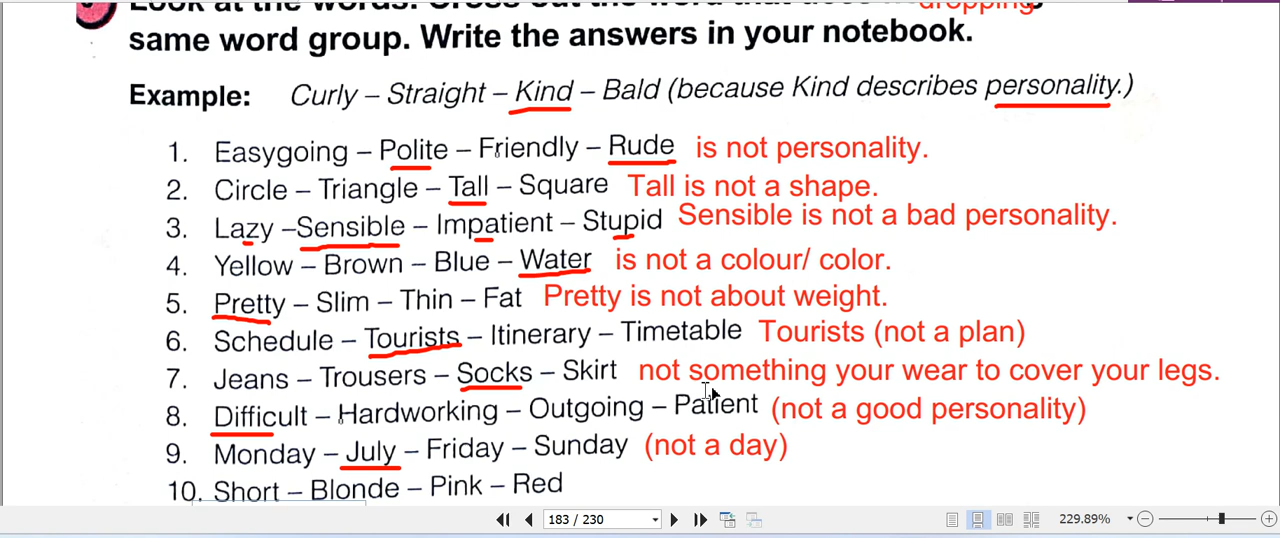 dropping
same word group. Write the answers in your notebook.
Example: Curly – Straight – Kind – Bald (because Kind describes personality.)
1. Easygoing – Polite – Friendly – Rude is not personality.
2. Circle – Triangle – Tall – Square Tall is not a shape.
3. Lazy –Sensible – Impatient – Stupid Sensible is not a bad personality.
4. Yellow – Brown – Blue – Water is not a colour/ color.
5. Pretty – Slim – Thin – Fat Pretty is not about weight.
6. Schedule – Tourists – Itinerary – Timetable Tourists (not a plan)
7. Jeans – Trousers – Socks – Skirt not something your wear to cover your legs.
8. Difficult – Hardworking – Outgoing – Patient (not a good personality)
9. Monday – July – Friday – Sunday (not a day)
10. Short – Blonde – Pink – Red
183 / 230 229.89%